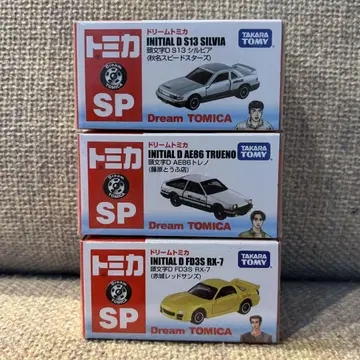 トミカ
SP
ドリームトミカ
INITIAL D S13 SILVIA
頭文字D S13 シルビア
(秋名スピードスターズ)
TAKARA TOMY
Dream TOMICA
トミカ
SP
ドリームトミカ
INITIAL D AE86 TRUENO
頭文字D AE86トレノ
(藤原とうふ店)
TAKARA TOMY
Dream TOMICA
トミカ
SP
ドリームトミカ
INITIAL D FD3S RX-7
頭文字D FD3S RX-7
(赤城レッドサンズ)
TAKARA TOMY
Dream TOMICA